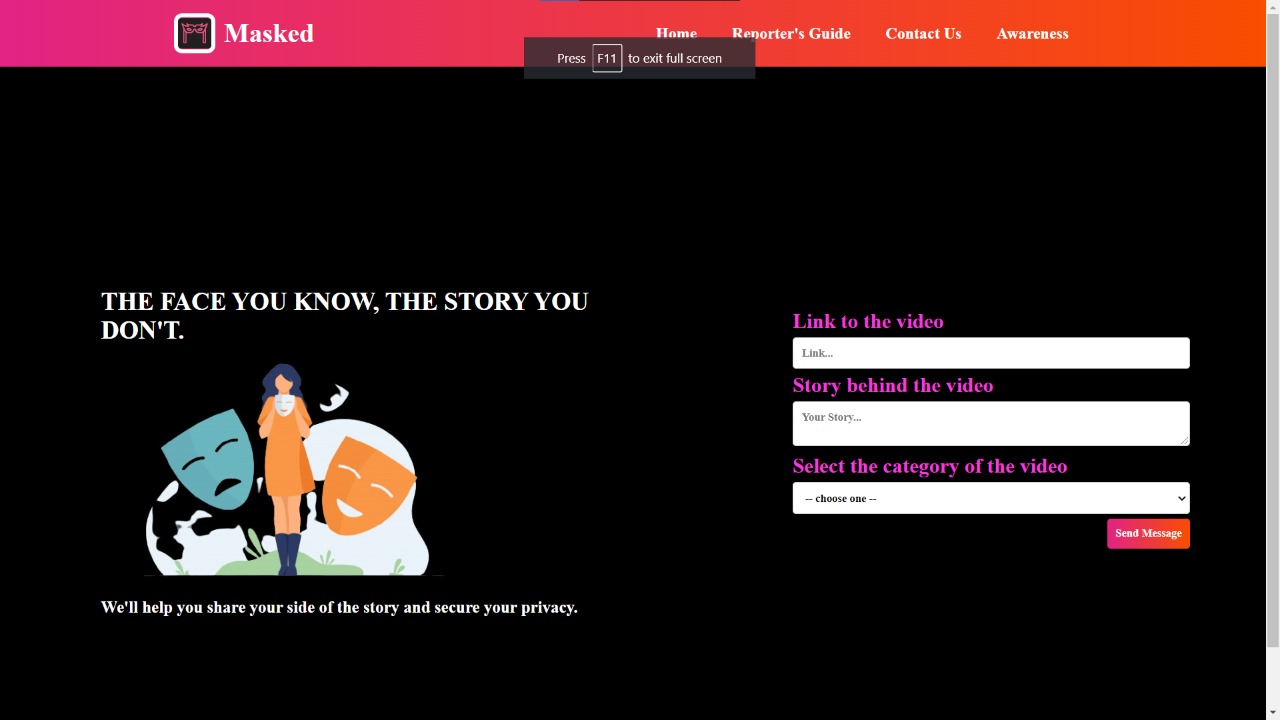 Masked
Home Reporter's Guide Contact Us Awareness
Press F11 to exit full screen
THE FACE YOU KNOW, THE STORY YOU
DON'T.
We'll help you share your side of the story and secure your privacy.
Link to the video
Link...
Story behind the video
Your Story...
Select the category of the video
-- choose one --
Send Message